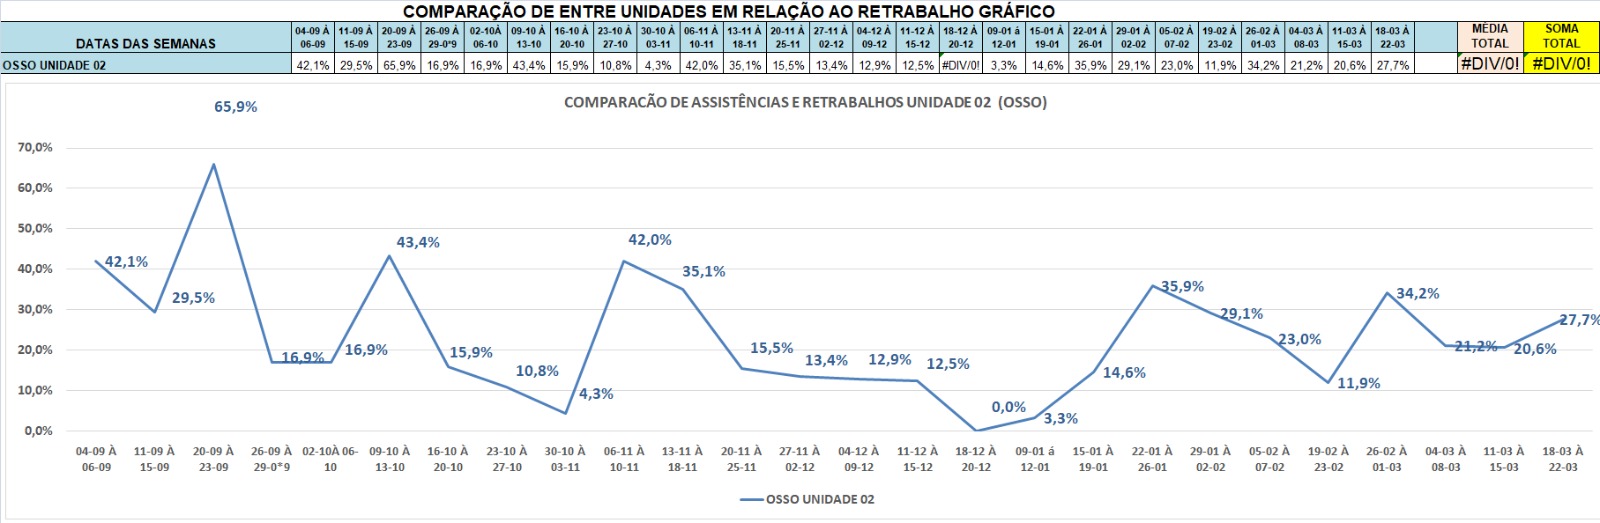 COMPARAÇÃO DE ENTRE UNIDADES EM RELAÇÃO AO RETRABALHO GRÁFICO
DATAS DAS SEMANAS 04-09 À 06-09 11-09 À 15-09 20-09 À 23-09 26-09 À 29-0*9 02-10À 06-10 09-10 À 13-10 16-10 À 20-10 23-10 À 27-10 30-10 À 03-11 06-11 À 10-11 13-11 À 18-11 20-11 À 25-11 27-11 À 02-12 04-12 À 09-12 11-12 À 15-12 18-12 À 20-12 09-01 á 12-01 15-01 À 19-01 22-01 À 26-01 29-01 À 02-02 05-02 À 07-02 19-02 À 23-02 26-02 À 01-03 04-03 À 08-03 11-03 À 15-03 18-03 À 22-03 MÉDIA TOTAL SOMA TOTAL
OSSO UNIDADE 02 42,1% 29,5% 65,9% 16,9% 16,9% 43,4% 15,9% 10,8% 4,3% 42,0% 35,1% 15,5% 13,4% 12,9% 12,5% #DIV/0! 3,3% 14,6% 35,9% 29,1% 23,0% 11,9% 34,2% 21,2% 20,6% 27,7% #DIV/0! #DIV/0!
COMPARACÃO DE ASSISTÊNCIAS E RETRABALHOS UNIDADE 02 (OSSO)
70,0%
60,0%
50,0%
40,0%
30,0%
20,0%
10,0%
0,0%
42,1% 29,5% 65,9% 16,9% 16,9% 43,4% 15,9% 10,8% 4,3% 42,0% 35,1% 15,5% 13,4% 12,9% 12,5% 0,0% 3,3% 14,6% 35,9% 29,1% 23,0% 11,9% 34,2% 21,2% 20,6% 27,7%
04-09 À 11-09 À 20-09 À 26-09 À 02-10À 06- 09-10 À 16-10 À 23-10 À 30-10 À 06-11 À 13-11 À 20-11 À 27-11 À 04-12 À 11-12 À 18-12 À 09-01 á 15-01 À 22-01 À 29-01 À 05-02 À 19-02 À 26-02 À 04-03 À 11-03 À 18-03 À
06-09 15-09 23-09 29-0*9 10 13-10 20-10 27-10 03-11 10-11 18-11 25-11 02-12 09-12 15-12 20-12 12-01 19-01 26-01 02-02 07-02 23-02 01-03 08-03 15-03 22-03
OSSO UNIDADE 02